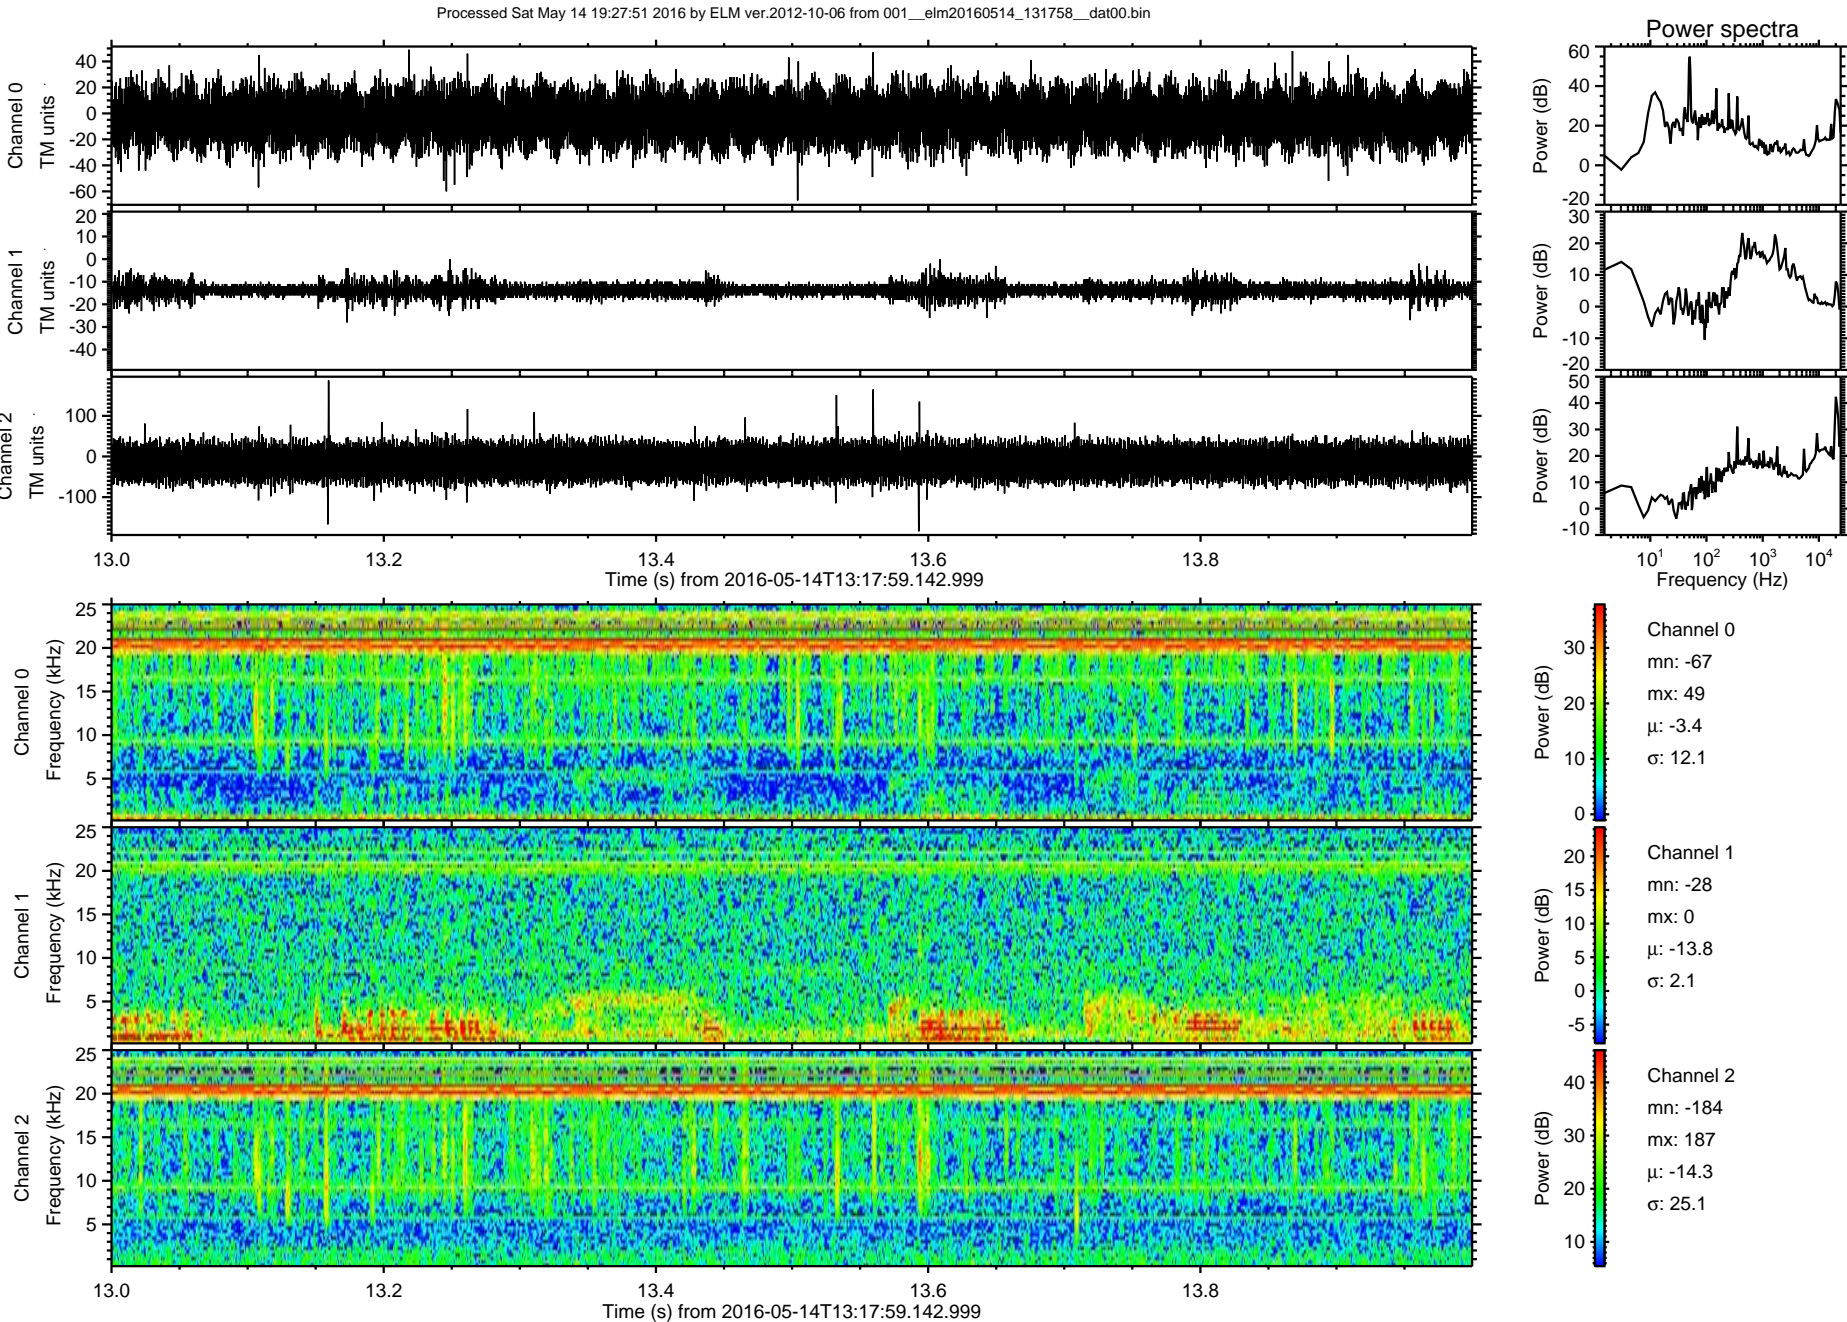 Processed Sat May 14 19:27:51 2016 by ELM ver.2012-10-06 from 001__elm20160514_131758__dat00.bin
Power spectra
Channel 0
TM units
40
20
0
-20
-40
-60
Power (dB)
60
40
20
0
-20
Channel 1
TM units
20
10
0
-10
-20
-30
-40
Power (dB)
30
20
10
0
-10
-20
Channel 2
TM units
100
0
-100
Power (dB)
50
40
30
20
10
0
-10
13.0 13.2 13.4 13.6 13.8
Time (s) from 2016-05-14T13:17:59.142.999
10^1 10^2 10^3 10^4
Frequency (Hz)
Channel 0
Frequency (kHz)
25
20
15
10
5
Power (dB)
30
20
10
0
Channel 0
mn: -67
mx: 49
μ: -3.4
σ: 12.1
Channel 1
Frequency (kHz)
25
20
15
10
5
Power (dB)
20
15
10
5
0
-5
Channel 1
mn: -28
mx: 0
μ: -13.8
σ: 2.1
Channel 2
Frequency (kHz)
25
20
15
10
5
Power (dB)
40
30
20
10
Channel 2
mn: -184
mx: 187
μ: -14.3
σ: 25.1
13.0 13.2 13.4 13.6 13.8
Time (s) from 2016-05-14T13:17:59.142.999